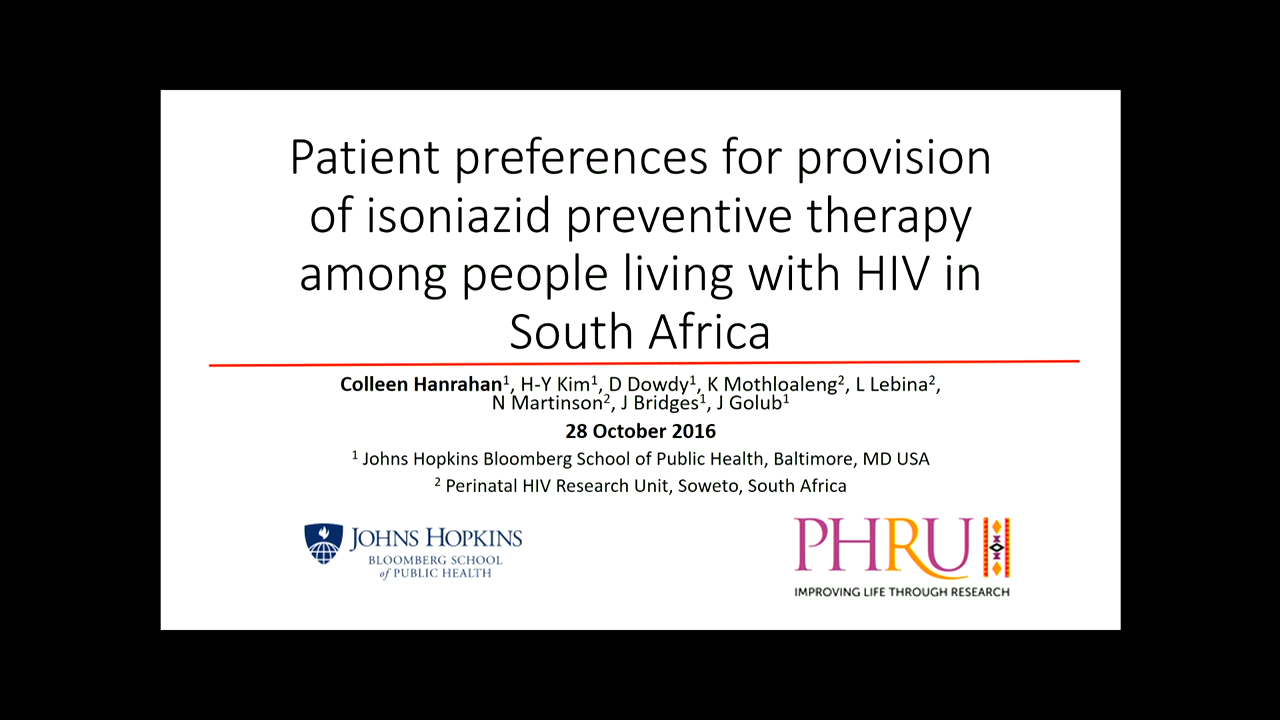 Patient preferences for provision
of isoniazid preventive therapy
among people living with HIV in
South Africa
Colleen Hanrahan¹, H-Y Kim¹, D Dowdy¹, K Mothloaleng², L Lebina²,
N Martinson², J Bridges¹, J Golub¹
28 October 2016
¹ Johns Hopkins Bloomberg School of Public Health, Baltimore, MD USA
² Perinatal HIV Research Unit, Soweto, South Africa
JOHNS HOPKINS
BLOOMBERG SCHOOL
of PUBLIC HEALTH
PHRU
IMPROVING LIFE THROUGH RESEARCH